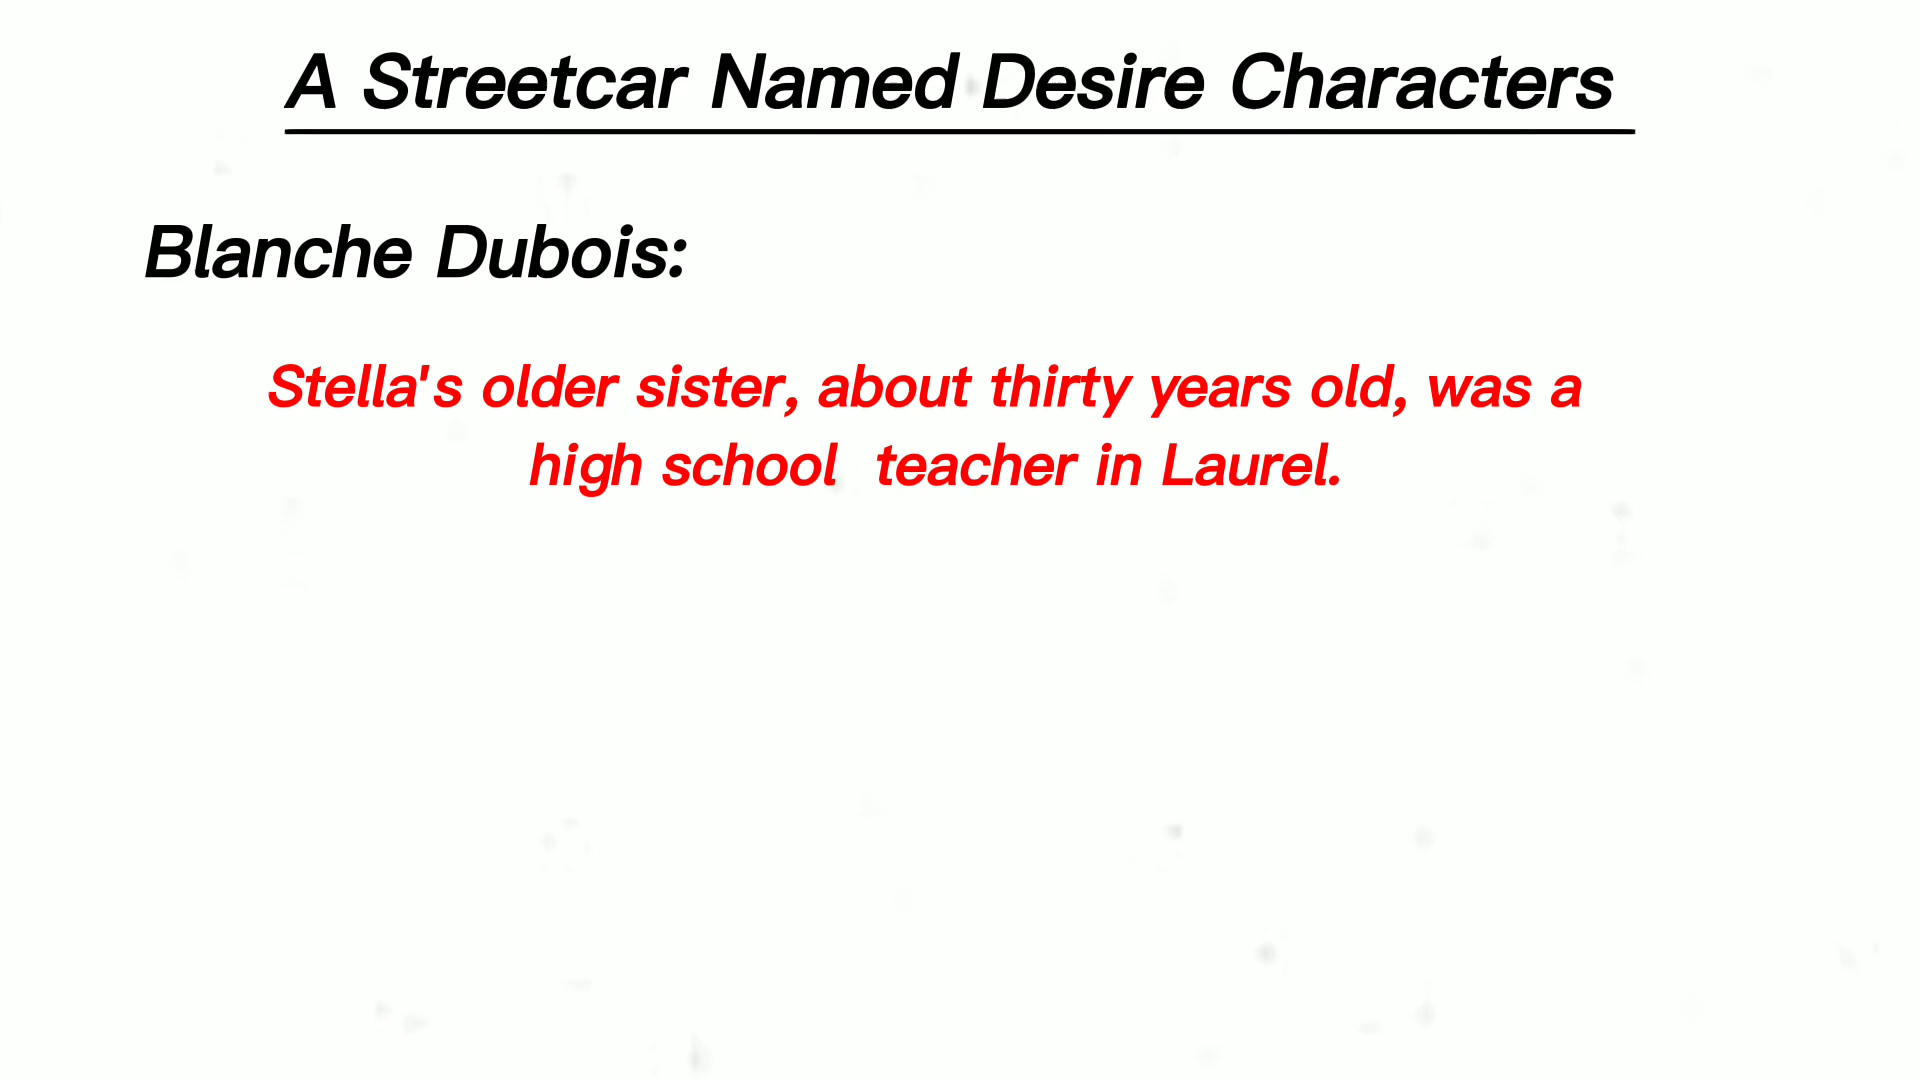 A Streetcar Named Desire Characters
Blanche Dubois:
Stella's older sister, about thirty years old, was a
high school  teacher in Laurel.